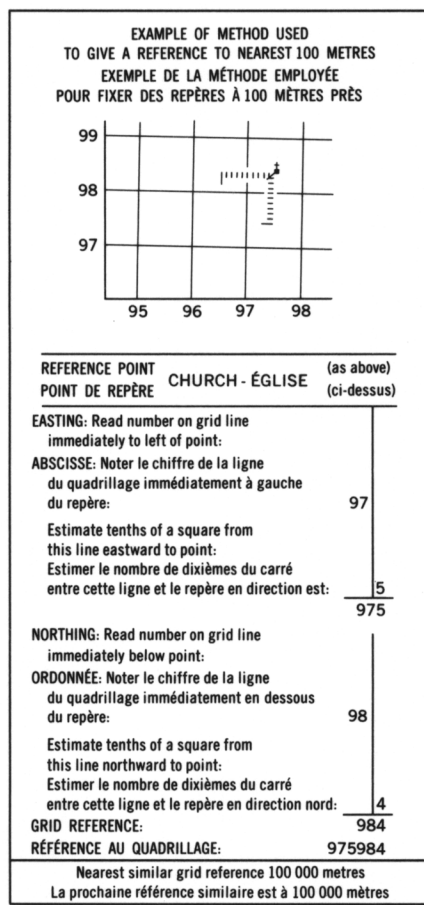 EXAMPLE OF METHOD USED
TO GIVE A REFERENCE TO NEAREST 100 METRES
EXEMPLE DE LA MÉTHODE EMPLOYÉE
POUR FIXER DES REPÈRES À 100 MÈTRES PRÈS
99
98
97
95 96 97 98
REFERENCE POINT CHURCH - ÉGLISE (as above)
POINT DE REPÈRE (ci-dessus)
EASTING: Read number on grid line
immediately to left of point:
ABSCISSE: Noter le chiffre de la ligne
du quadrillage immédiatement à gauche
du repère: 97
Estimate tenths of a square from
this line eastward to point:
Estimer le nombre de dixièmes du carré
entre cette ligne et le repère en direction est: 5
975
NORTHING: Read number on grid line
immediately below point:
ORDONNÉE: Noter le chiffre de la ligne
du quadrillage immédiatement en dessous
du repère: 98
Estimate tenths of a square from
this line northward to point:
Estimer le nombre de dixièmes du carré
entre cette ligne et le repère en direction nord: 4
GRID REFERENCE: 984
RÉFÉRENCE AU QUADRILLAGE: 975984
Nearest similar grid reference 100 000 metres
La prochaine référence similaire est à 100 000 mètres